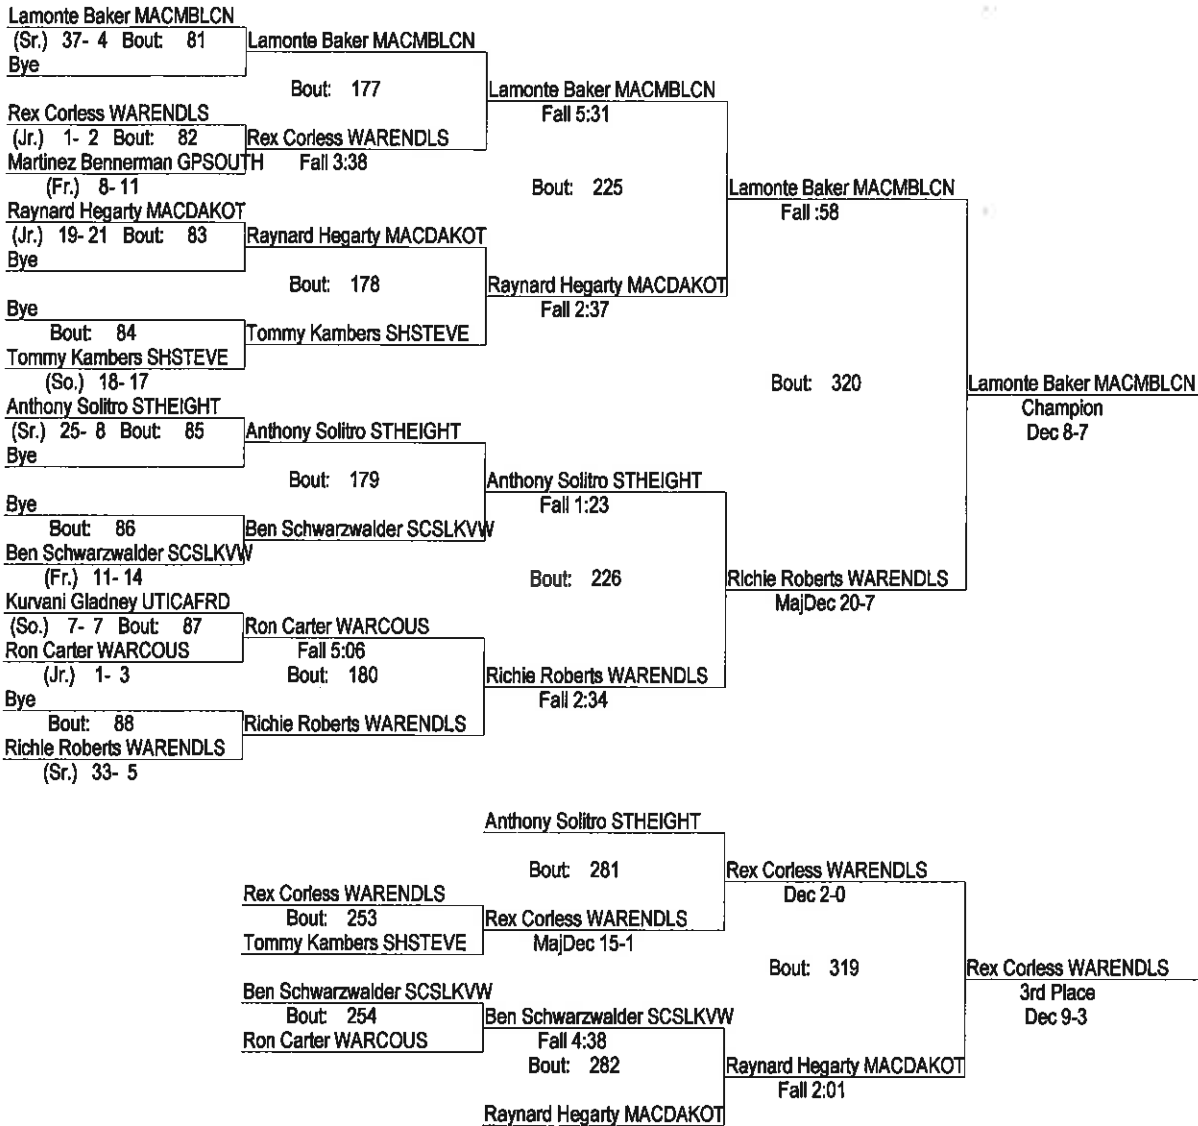 Lamonte Baker MACMBLCN
(Sr.) 37- 4 Bout: 81
Bye
Rex Corless WARENDLS
(Jr.) 1- 2 Bout: 82
Martinez Bennerman GPSOUTH
(Fr.) 8- 11
Raynard Hegarty MACDAKOT
(Jr.) 19- 21 Bout: 83
Bye
Bye
Bout: 84
Tommy Kambers SHSTEVE
(So.) 18- 17
Anthony Solitro STHEIGHT
(Sr.) 25- 8 Bout: 85
Bye
Bye
Bout: 86
Ben Schwarzwalder SCSLKVW
(Fr.) 11- 14
Kurvani Gladney UTICAFRD
(So.) 7- 7 Bout: 87
Ron Carter WARCOUS
(Jr.) 1- 3
Bye
Bout: 88
Richie Roberts WARENDLS
(Sr.) 33- 5
Lamonte Baker MACMBLCN
Bout: 177
Rex Corless WARENDLS
Fall 3:38
Raynard Hegarty MACDAKOT
Bout: 178
Tommy Kambers SHSTEVE
Anthony Solitro STHEIGHT
Bout: 179
Ben Schwarzwalder SCSLKVW
Ron Carter WARCOUS
Fall 5:06
Bout: 180
Richie Roberts WARENDLS
Lamonte Baker MACMBLCN
Fall 5:31
Bout: 225
Raynard Hegarty MACDAKOT
Fall 2:37
Anthony Solitro STHEIGHT
Fall 1:23
Bout: 226
Richie Roberts WARENDLS
Fall 2:34
Lamonte Baker MACMBLCN
Fall :58
Bout: 320
Richie Roberts WARENDLS
MajDec 20-7
Lamonte Baker MACMBLCN
Champion
Dec 8-7
Rex Corless WARENDLS
Bout: 253
Tommy Kambers SHSTEVE
Ben Schwarzwalder SCSLKVW
Bout: 254
Ron Carter WARCOUS
Anthony Solitro STHEIGHT
Bout: 281
Rex Corless WARENDLS
MajDec 15-1
Ben Schwarzwalder SCSLKVW
Fall 4:38
Bout: 282
Raynard Hegarty MACDAKOT
Rex Corless WARENDLS
Dec 2-0
Bout: 319
Raynard Hegarty MACDAKOT
Fall 2:01
Rex Corless WARENDLS
3rd Place
Dec 9-3